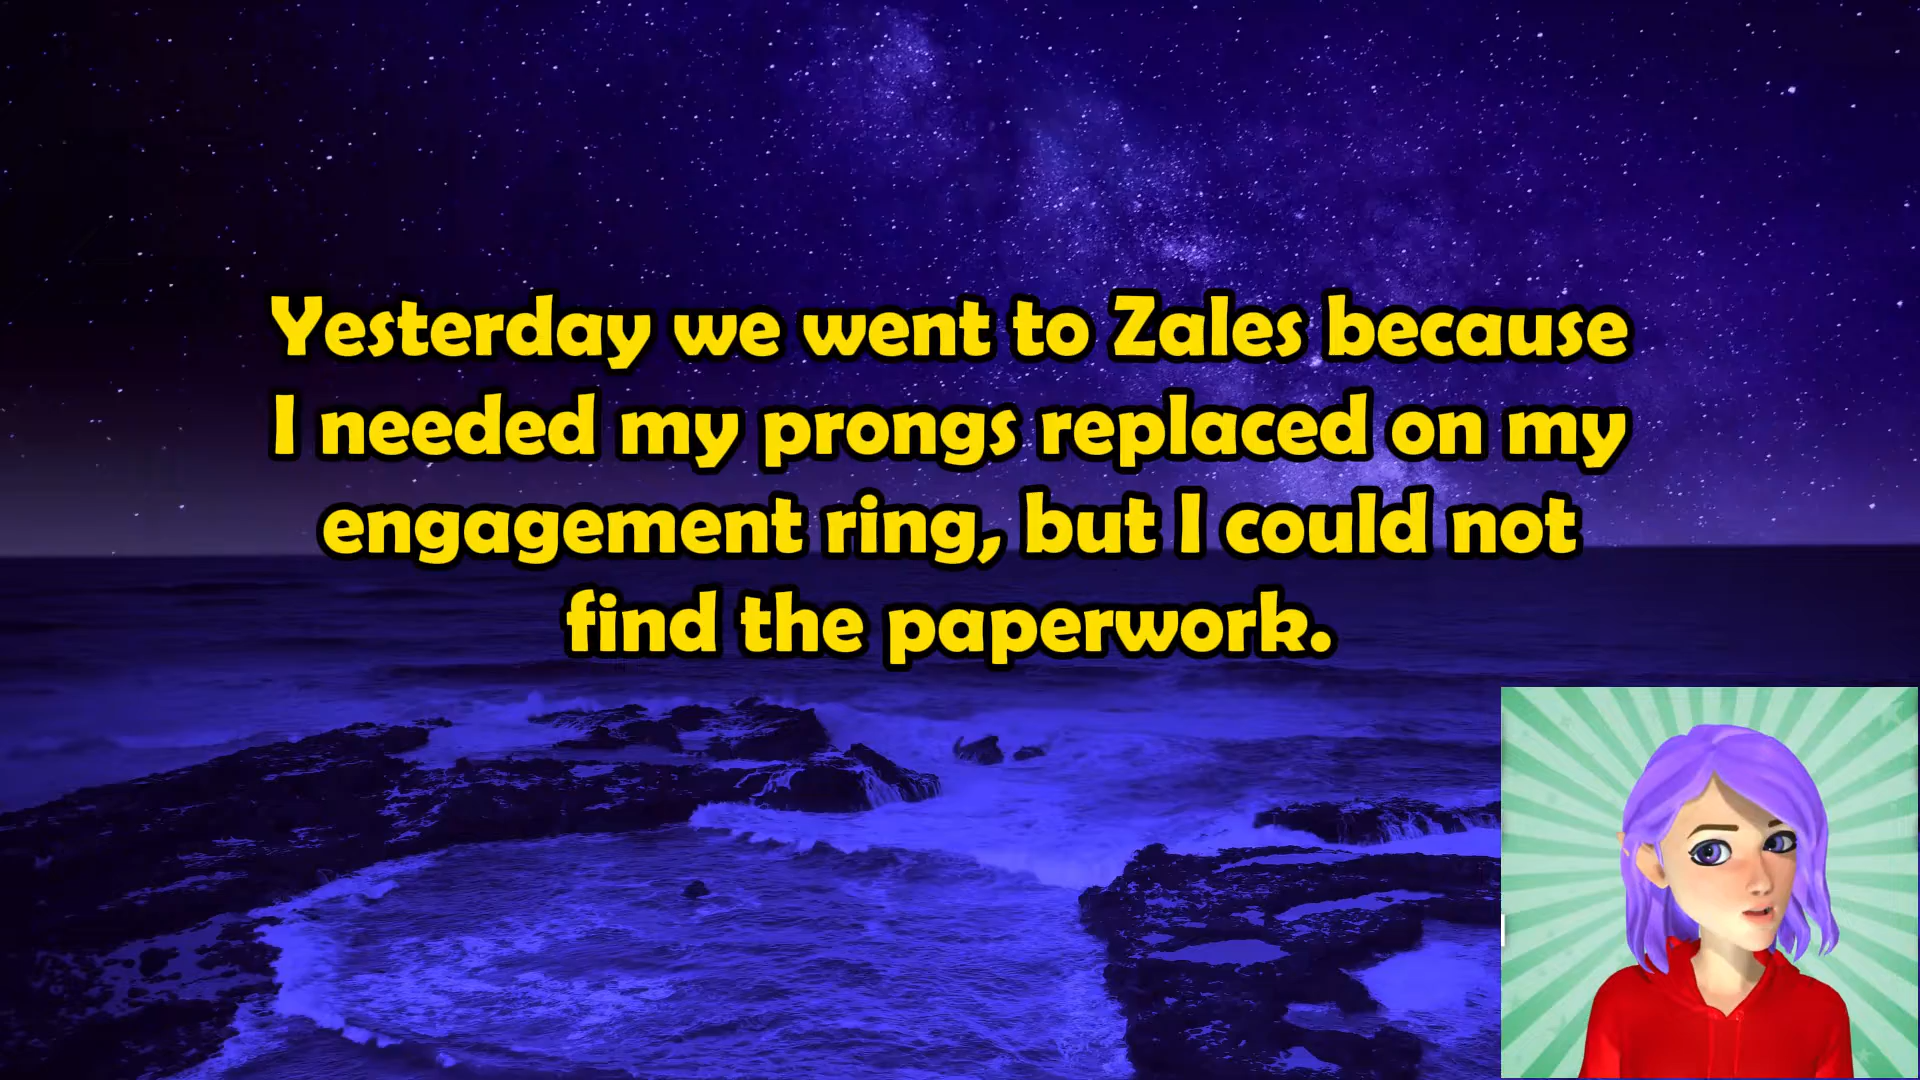 Yesterday we went to Zales because
I needed my prongs replaced on my
engagement ring, but I could not
find the paperwork.